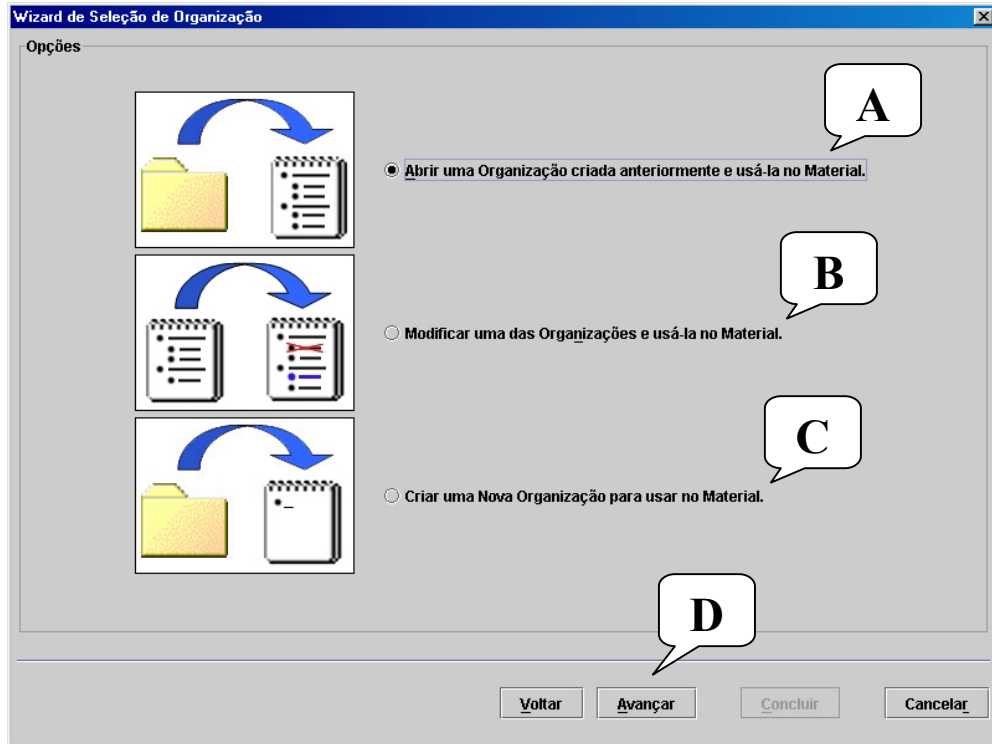 Wizard de Seleção de Organização
Opções
A
Abrir uma Organização criada anteriormente e usá-la no Material.
B
Modificar uma das Organizações e usá-la no Material.
C
Criar uma Nova Organização para usar no Material.
D
Voltar Avançar Concluir Cancelar